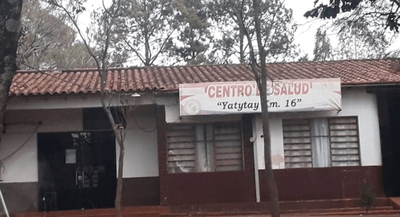 CENTRO DE SALUD
"Yatytay Km. 16"